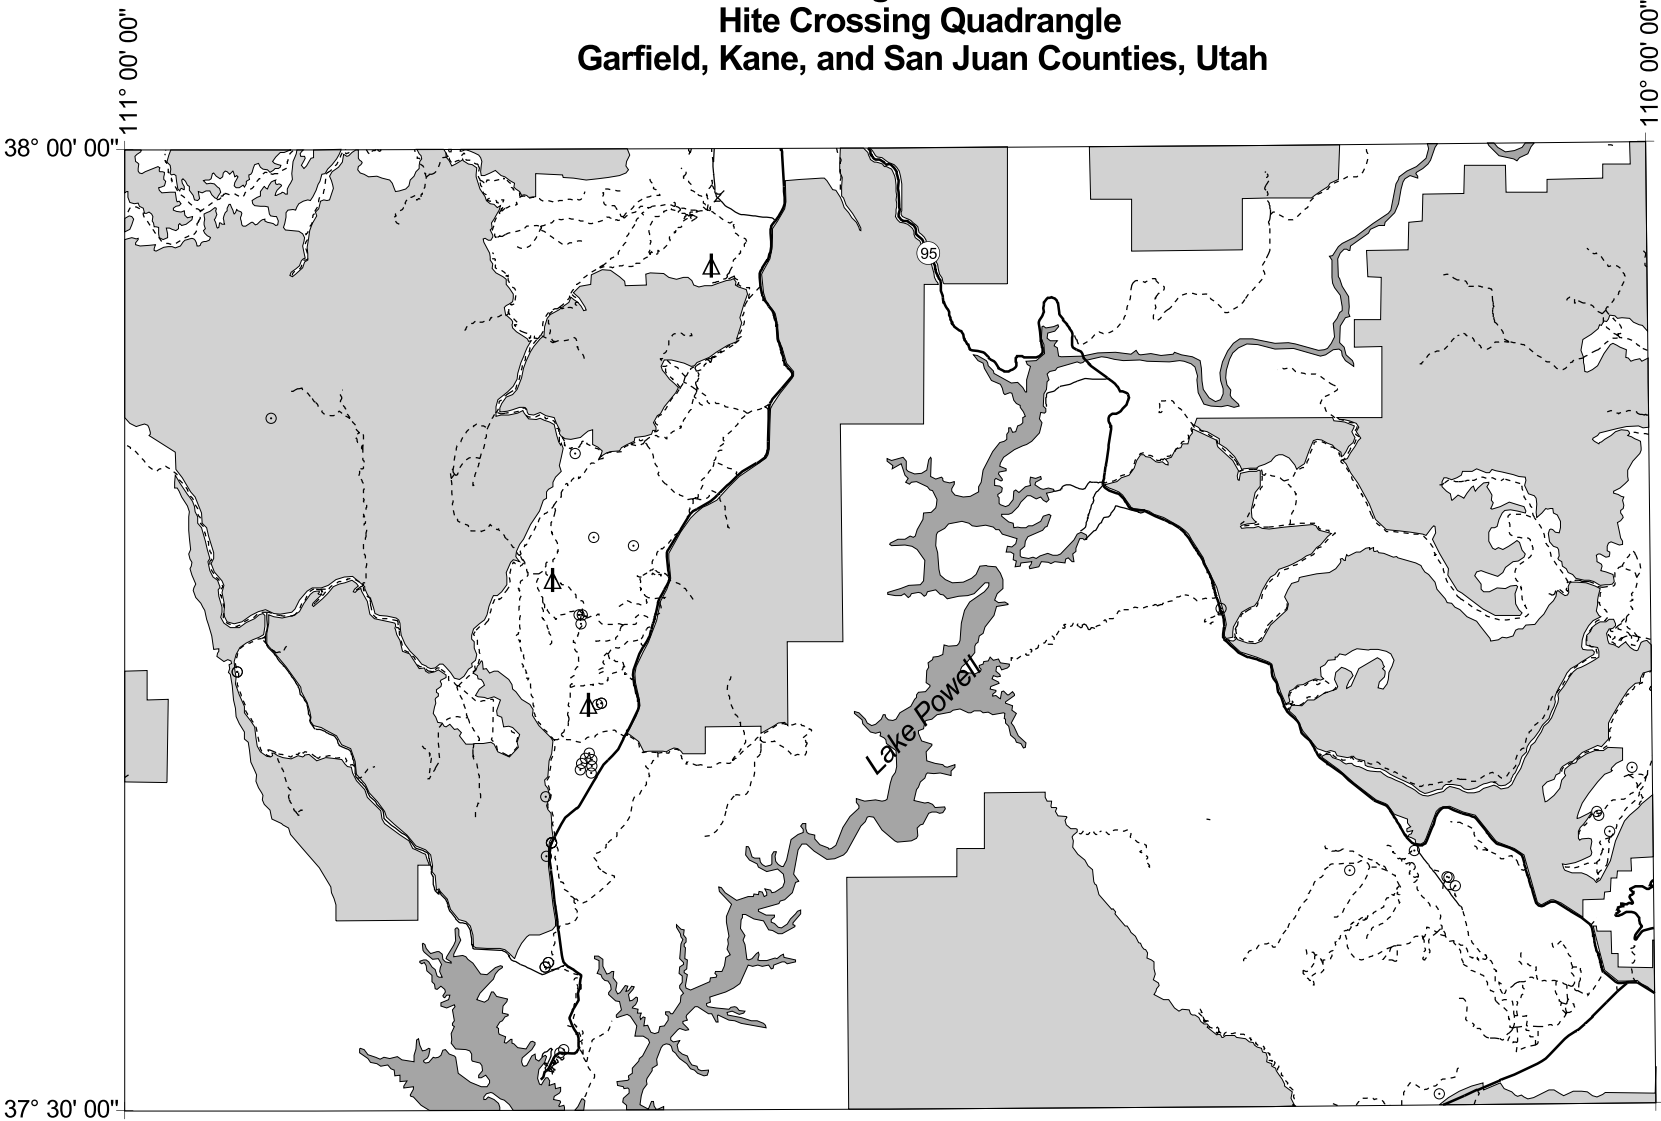 Hite Crossing Quadrangle
Garfield, Kane, and San Juan Counties, Utah
111° 00' 00"
110° 00' 00"
38° 00' 00"
95
Lake Powell
37° 30' 00"